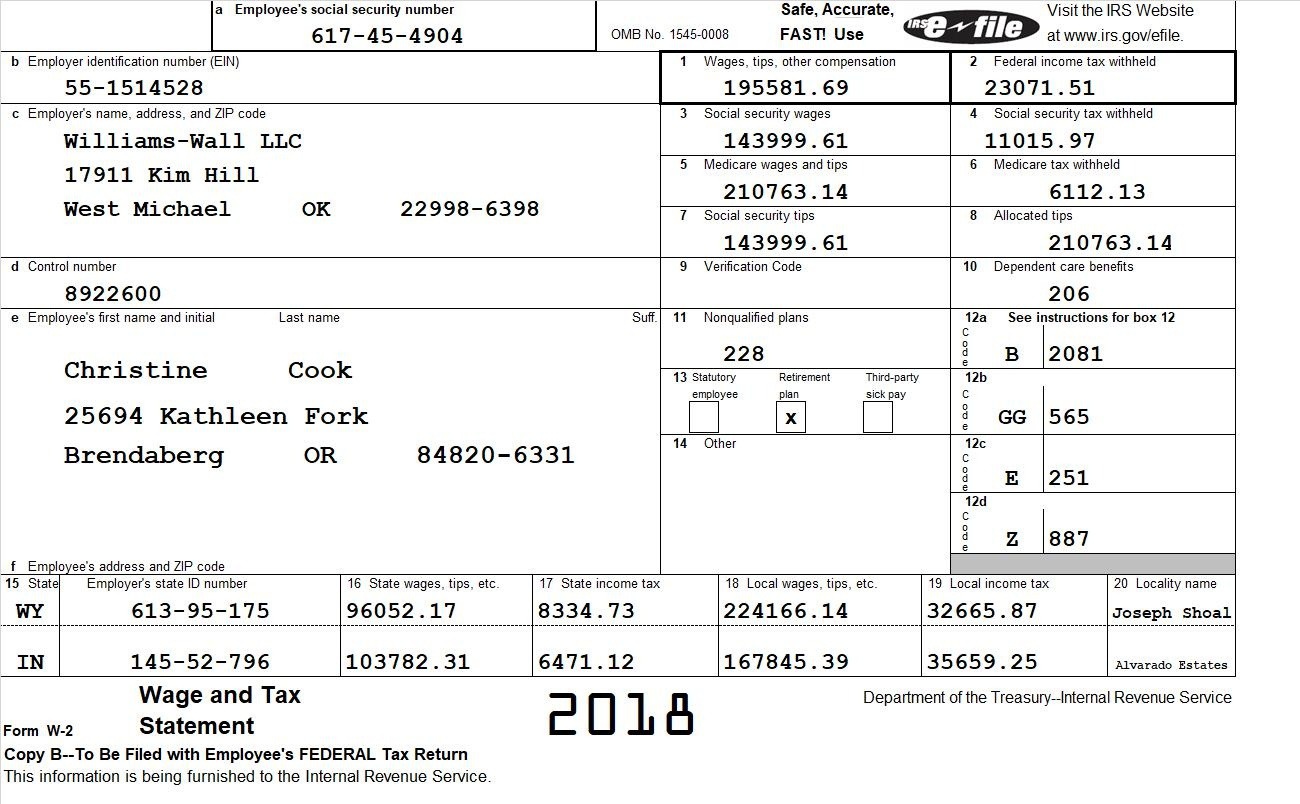 a Employee's social security number
617-45-4904
OMB No. 1545-0008
Safe, Accurate,
FAST! Use
IRS e-file
Visit the IRS Website
at www.irs.gov/efile.
b Employer identification number (EIN)
55-1514528
1 Wages, tips, other compensation
195581.69
2 Federal income tax withheld
23071.51
c Employer's name, address, and ZIP code
Williams-Wall LLC
17911 Kim Hill
West Michael OK 22998-6398
3 Social security wages
143999.61
4 Social security tax withheld
11015.97
5 Medicare wages and tips
210763.14
6 Medicare tax withheld
6112.13
7 Social security tips
143999.61
8 Allocated tips
210763.14
d Control number
8922600
9 Verification Code
10 Dependent care benefits
206
e Employee's first name and initial Last name Suff.
Christine Cook
25694 Kathleen Fork
Brendaberg OR 84820-6331
11 Nonqualified plans
228
12a See instructions for box 12
Code B 2081
13 Statutory employee Retirement plan Third-party sick pay
x
12b
Code GG 565
14 Other
12c
Code E 251
12d
Code Z 887
f Employee's address and ZIP code
15 State Employer's state ID number 16 State wages, tips, etc. 17 State income tax 18 Local wages, tips, etc. 19 Local income tax 20 Locality name
WY 613-95-175 96052.17 8334.73 224166.14 32665.87 Joseph Shoal
IN 145-52-796 103782.31 6471.12 167845.39 35659.25 Alvarado Estates
Form W-2
Wage and Tax
Statement
2018
Department of the Treasury--Internal Revenue Service
Copy B--To Be Filed with Employee's FEDERAL Tax Return
This information is being furnished to the Internal Revenue Service.